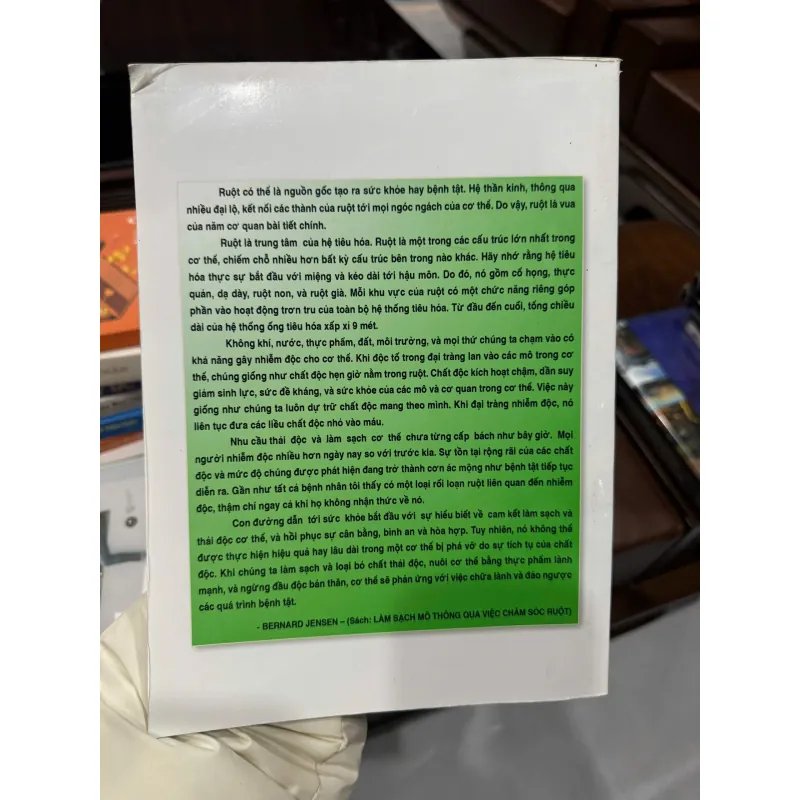 Ruột có thể là nguồn gốc tạo ra sức khỏe hay bệnh tật. Hệ thần kinh, thông qua
nhiều đại lộ, kết nối các thành của ruột tới mọi ngóc ngách của cơ thể. Do vậy, ruột là vua
của năm cơ quan bài tiết chính.
Ruột là trung tâm của hệ tiêu hóa. Ruột là một trong các cấu trúc lớn nhất trong
cơ thể, chiếm chỗ nhiều hơn bất kỳ cấu trúc bên trong nào khác. Hãy nhớ rằng hệ tiêu
hóa thực sự bắt đầu với miệng và kéo dài tới hậu môn. Do đó, nó gồm cổ họng, thực
quản, dạ dày, ruột non, và ruột già. Mỗi khu vực của ruột có một chức năng riêng góp
phần vào hoạt động trơn tru của toàn bộ hệ thống tiêu hóa. Từ đầu đến cuối, tổng chiều
dài của hệ thống ống tiêu hóa xấp xỉ 9 mét.
Không khí, nước, thực phẩm, đất, môi trường, và mọi thứ chúng ta chạm vào có
khả năng gây nhiễm độc cho cơ thể. Khi độc tố trong đại tràng lan vào các mô trong cơ
thể, chúng giống như chất độc hẹn giờ nằm trong ruột. Chất độc kích hoạt chậm, dần suy
giảm sinh lực, sức đề kháng, và sức khỏe của các mô và cơ quan trong cơ thể. Việc này
giống như chúng ta luôn dự trữ chất độc mang theo mình. Khi đại tràng nhiễm độc, nó
liên tục đưa các liều chất độc nhỏ vào máu.
Nhu cầu thải độc và làm sạch cơ thể chưa từng cấp bách như bây giờ. Mọi
người nhiễm độc nhiều hơn ngày nay so với trước kia. Sự tồn tại rộng rãi của các chất
độc và mức độ chúng được phát hiện đang trở thành cơn ác mộng như bệnh tật tiếp tục
diễn ra. Gần như tất cả bệnh nhân tôi thấy có một loại rối loạn ruột liên quan đến nhiễm
độc, thậm chí ngay cả khi họ không nhận thức về nó.
Con đường dẫn tới sức khỏe bắt đầu với sự hiểu biết về cam kết làm sạch và
thải độc cơ thể, và hồi phục sự cân bằng, bình an và hòa hợp. Tuy nhiên, nó không thể
được thực hiện hiệu quả hay lâu dài trong một cơ thể bị phá vỡ do sự tích tụ của chất
độc. Khi chúng ta làm sạch và loại bỏ chất thải độc, nuôi cơ thể bằng thực phẩm lành
mạnh, và ngừng đầu độc bản thân, cơ thể sẽ phản ứng với việc chữa lành và đảo ngược
các quá trình bệnh tật.
- BERNARD JENSEN – (Sách: LÀM SẠCH MÔ THÔNG QUA VIỆC CHĂM SÓC RUỘT)